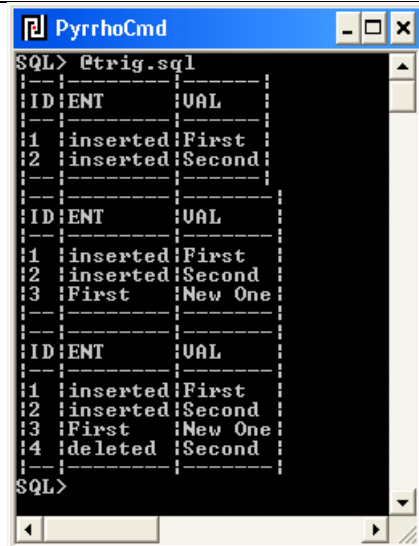 PyrrhoCmd
SQL> @trig.sql
|--|--------|------|
|ID|ENT     |VAL   |
|--|--------|------|
|1 |inserted|First |
|2 |inserted|Second|
|--|--------|------|
|--|--------|-------|
|ID|ENT     |VAL    |
|--|--------|-------|
|1 |inserted|First  |
|2 |inserted|Second |
|3 |First   |New One|
|--|--------|-------|
|--|--------|-------|
|ID|ENT     |VAL    |
|--|--------|-------|
|1 |inserted|First  |
|2 |inserted|Second |
|3 |First   |New One|
|4 |deleted |Second |
|--|--------|-------|
SQL>